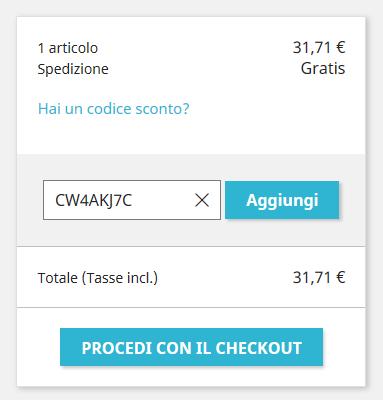 1 articolo 31,71 €
Spedizione Gratis
Hai un codice sconto?
CW4AKJ7C Aggiungi
Totale (Tasse incl.) 31,71 €
PROCEDI CON IL CHECKOUT